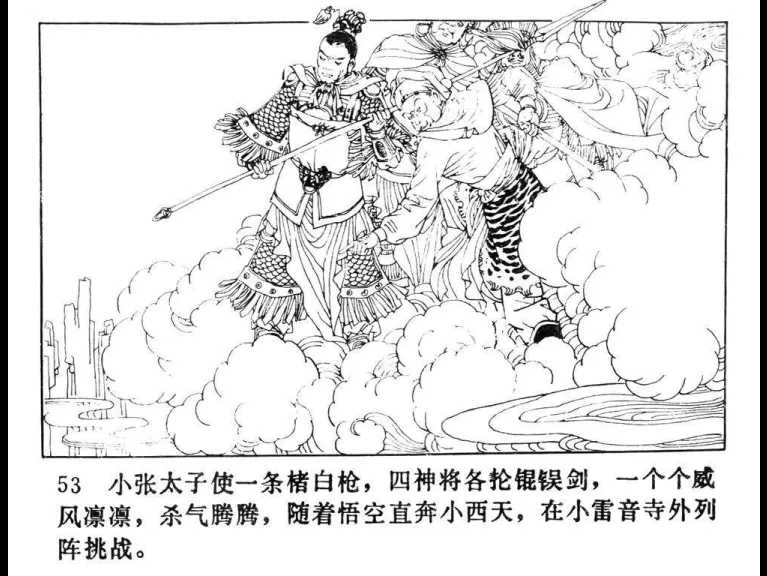 53 小张太子使一条楮白枪，四神将各抡锟铻剑，一个个威
风凛凛，杀气腾腾，随着悟空直奔小西天，在小雷音寺外列
阵挑战。